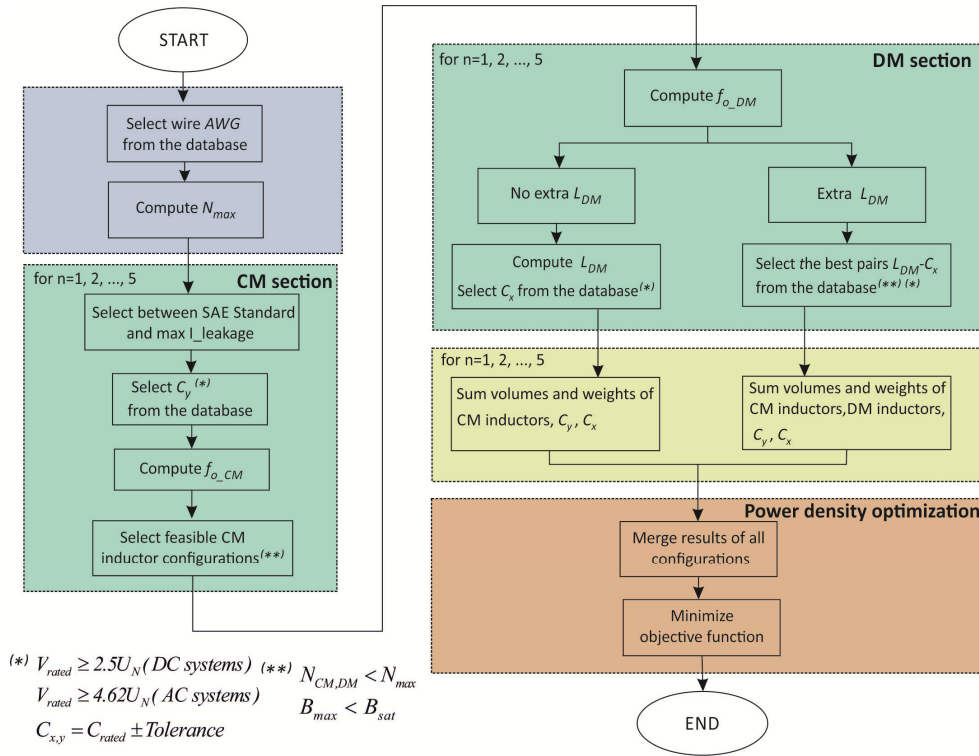 START
Select wire AWG
from the database
Compute N_max
for n=1, 2, ..., 5
CM section
Select between SAE Standard
and max I_leakage
Select C_y (*)
from the database
Compute f_o_CM
Select feasible CM
inductor configurations(**)
for n=1, 2, ..., 5
DM section
Compute f_o_DM
No extra L_DM
Extra L_DM
Compute L_DM
Select C_x from the database(*)
Select the best pairs L_DM-C_x
from the database(**) (*)
for n=1, 2, ..., 5
Sum volumes and weights of
CM inductors, C_y , C_x
Sum volumes and weights of
CM inductors,DM inductors,
C_y , C_x
Power density optimization
Merge results of all
configurations
Minimize
objective function
END
(*) V_rated ≥ 2.5U_N ( DC systems )
V_rated ≥ 4.62U_N ( AC systems )
C_x,y = C_rated ± Tolerance
(**) N_CM,DM < N_max
B_max < B_sat